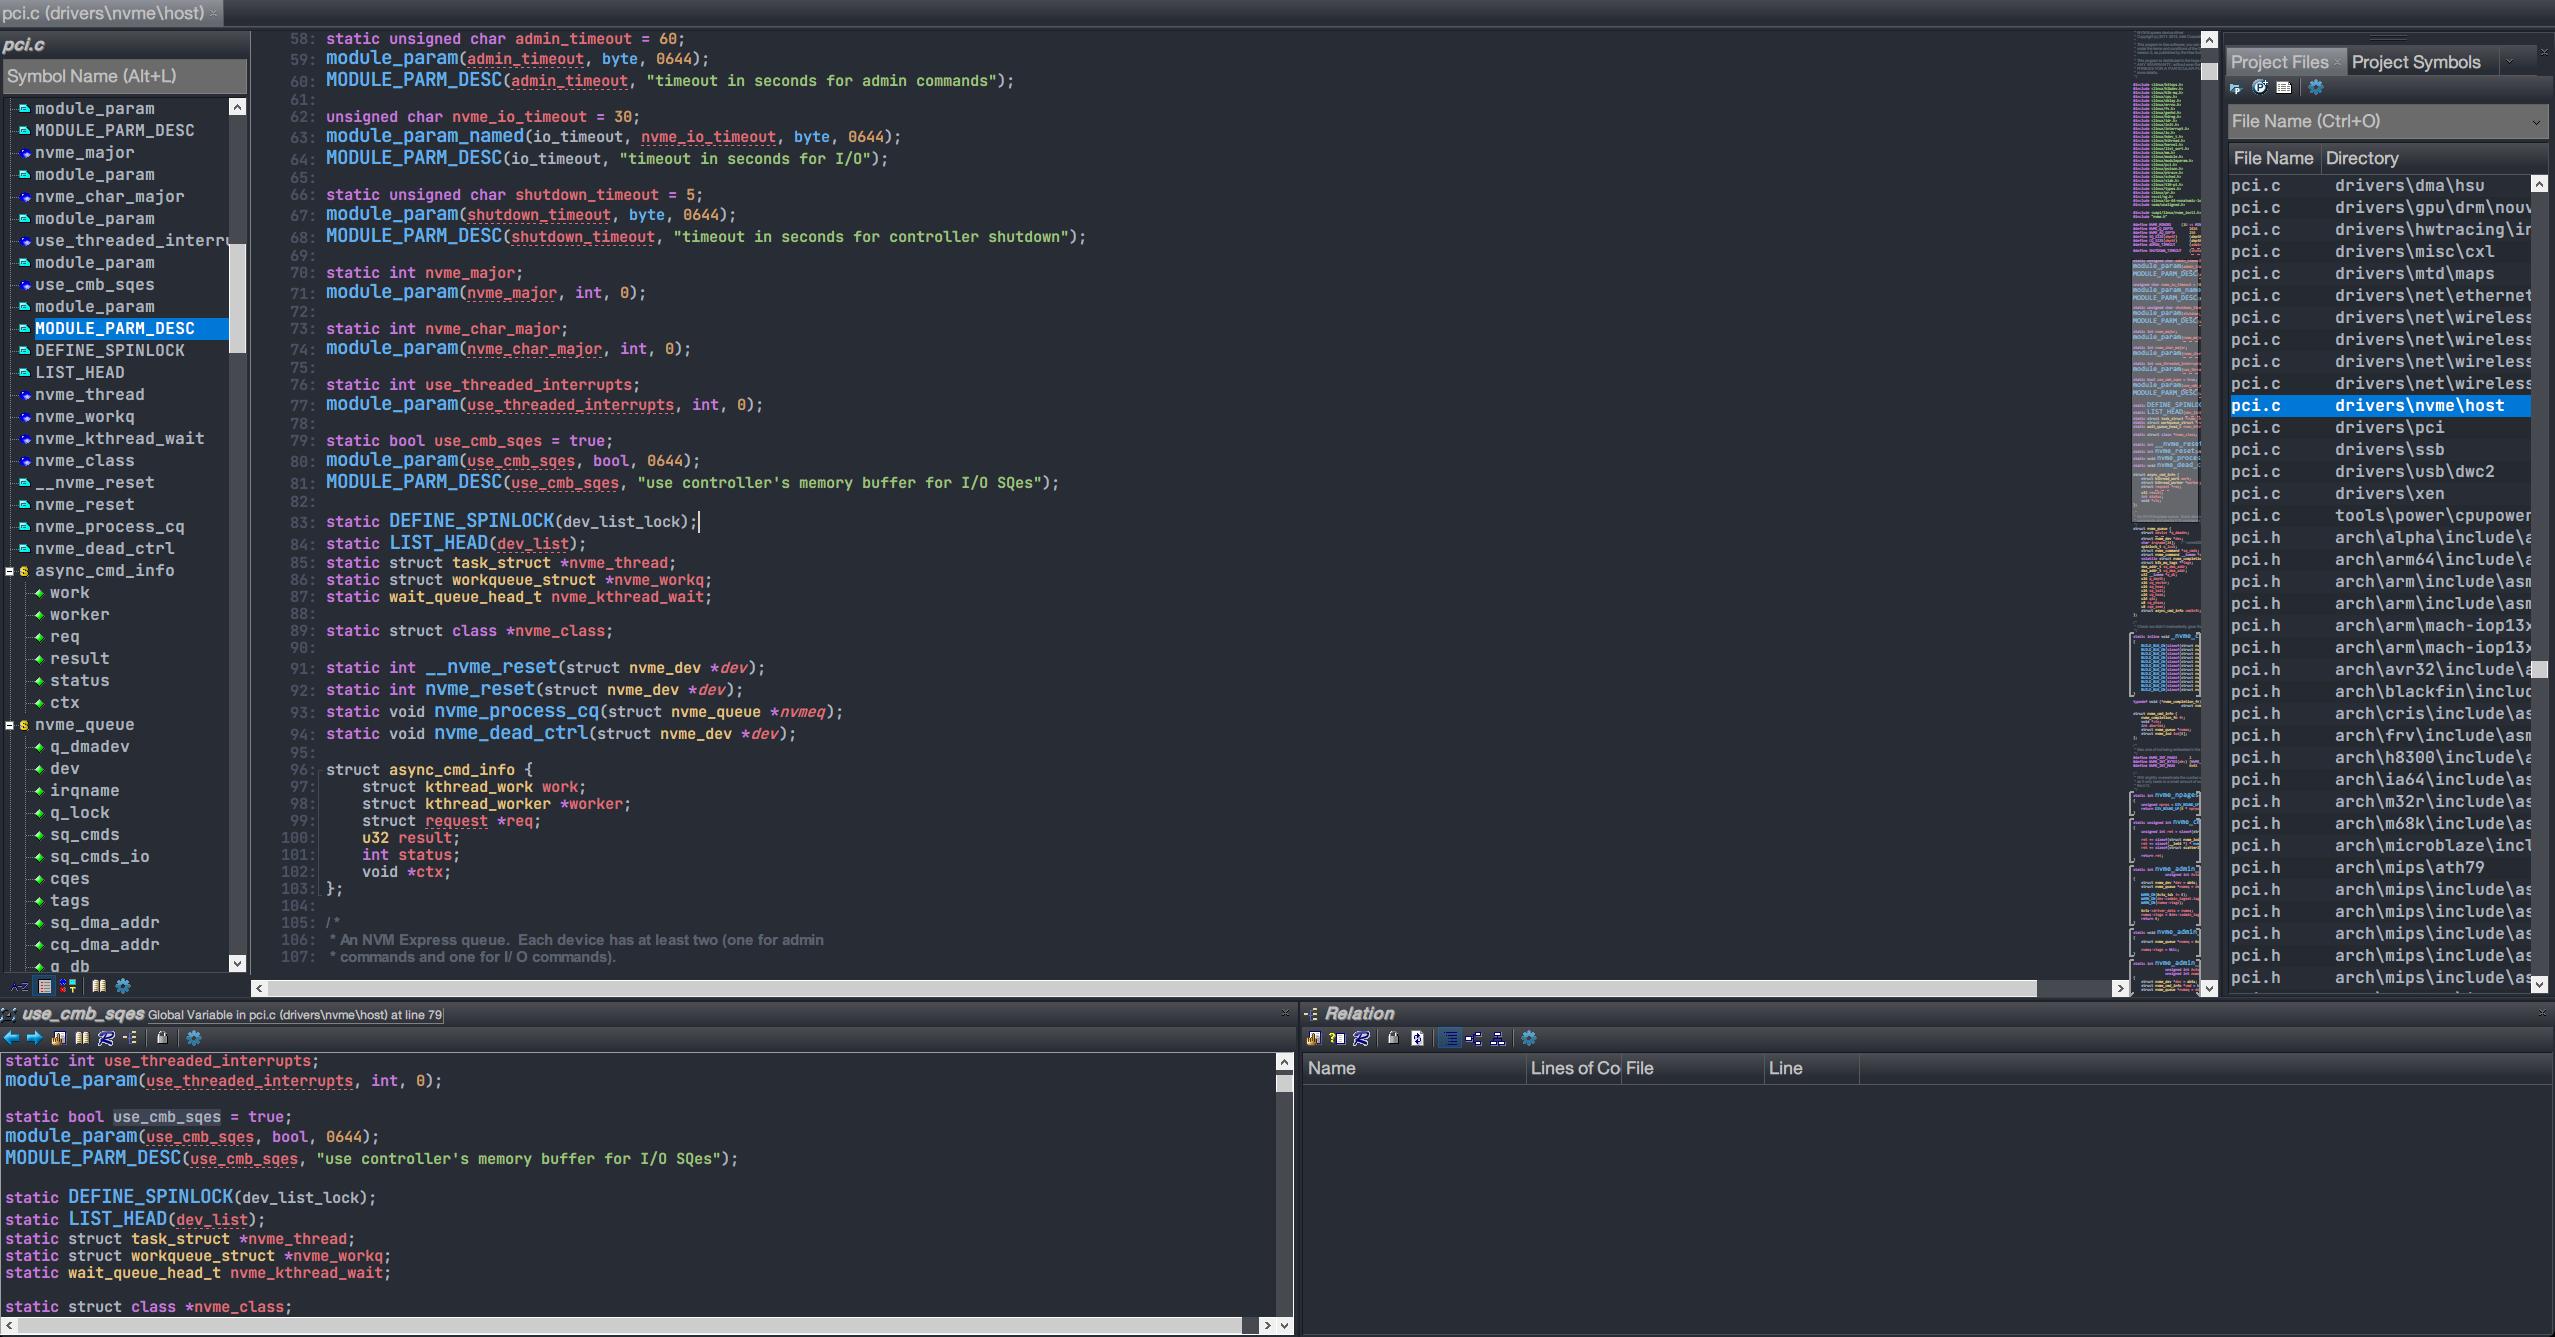 pci.c (drivers\nvme\host)
pci.c
Symbol Name (Alt+L)
module_param
MODULE_PARM_DESC
nvme_major
module_param
nvme_char_major
module_param
use_threaded_interru
module_param
use_cmb_sqes
module_param
MODULE_PARM_DESC
DEFINE_SPINLOCK
LIST_HEAD
nvme_thread
nvme_workq
nvme_kthread_wait
nvme_class
__nvme_reset
nvme_reset
nvme_process_cq
nvme_dead_ctrl
async_cmd_info
work
worker
req
result
status
ctx
nvme_queue
q_dmadev
dev
irqname
q_lock
sq_cmds
sq_cmds_io
cqes
tags
sq_dma_addr
cq_dma_addr
q_db
58: static unsigned char admin_timeout = 60;
59: module_param(admin_timeout, byte, 0644);
60: MODULE_PARM_DESC(admin_timeout, "timeout in seconds for admin commands");
61:
62: unsigned char nvme_io_timeout = 30;
63: module_param_named(io_timeout, nvme_io_timeout, byte, 0644);
64: MODULE_PARM_DESC(io_timeout, "timeout in seconds for I/O");
65:
66: static unsigned char shutdown_timeout = 5;
67: module_param(shutdown_timeout, byte, 0644);
68: MODULE_PARM_DESC(shutdown_timeout, "timeout in seconds for controller shutdown");
69:
70: static int nvme_major;
71: module_param(nvme_major, int, 0);
72:
73: static int nvme_char_major;
74: module_param(nvme_char_major, int, 0);
75:
76: static int use_threaded_interrupts;
77: module_param(use_threaded_interrupts, int, 0);
78:
79: static bool use_cmb_sqes = true;
80: module_param(use_cmb_sqes, bool, 0644);
81: MODULE_PARM_DESC(use_cmb_sqes, "use controller's memory buffer for I/O SQes");
82:
83: static DEFINE_SPINLOCK(dev_list_lock);
84: static LIST_HEAD(dev_list);
85: static struct task_struct *nvme_thread;
86: static struct workqueue_struct *nvme_workq;
87: static wait_queue_head_t nvme_kthread_wait;
88:
89: static struct class *nvme_class;
90:
91: static int __nvme_reset(struct nvme_dev *dev);
92: static int nvme_reset(struct nvme_dev *dev);
93: static void nvme_process_cq(struct nvme_queue *nvmeq);
94: static void nvme_dead_ctrl(struct nvme_dev *dev);
95:
96: struct async_cmd_info {
97: struct kthread_work work;
98: struct kthread_worker *worker;
99: struct request *req;
100: u32 result;
101: int status;
102: void *ctx;
103: };
104:
105: /*
106: * An NVM Express queue.  Each device has at least two (one for admin
107: * commands and one for I/ O commands).
Project Files Project Symbols
File Name (Ctrl+O)
File Name Directory
pci.c drivers\dma\hsu
pci.c drivers\gpu\drm\nouv
pci.c drivers\hwtracing\in
pci.c drivers\misc\cxl
pci.c drivers\mtd\maps
pci.c drivers\net\ethernet
pci.c drivers\net\wireless
pci.c drivers\net\wireless
pci.c drivers\net\wireless
pci.c drivers\net\wireless
pci.c drivers\nvme\host
pci.c drivers\pci
pci.c drivers\ssb
pci.c drivers\usb\dwc2
pci.c drivers\xen
pci.c tools\power\cpupower
pci.h arch\alpha\include\a
pci.h arch\arm64\include\a
pci.h arch\arm\include\asm
pci.h arch\arm\include\asm
pci.h arch\arm\mach-iop13x
pci.h arch\arm\mach-iop13x
pci.h arch\avr32\include\a
pci.h arch\blackfin\includ
pci.h arch\cris\include\as
pci.h arch\frv\include\asm
pci.h arch\h8300\include\a
pci.h arch\ia64\include\as
pci.h arch\m32r\include\as
pci.h arch\m68k\include\as
pci.h arch\microblaze\incl
pci.h arch\mips\ath79
pci.h arch\mips\include\as
pci.h arch\mips\include\as
pci.h arch\mips\include\as
pci.h arch\mips\include\as
pci.h arch\mips\include\as
use_cmb_sqes Global Variable in pci.c (drivers\nvme\host) at line 79
static int use_threaded_interrupts;
module_param(use_threaded_interrupts, int, 0);
static bool use_cmb_sqes = true;
module_param(use_cmb_sqes, bool, 0644);
MODULE_PARM_DESC(use_cmb_sqes, "use controller's memory buffer for I/O SQes");
static DEFINE_SPINLOCK(dev_list_lock);
static LIST_HEAD(dev_list);
static struct task_struct *nvme_thread;
static struct workqueue_struct *nvme_workq;
static wait_queue_head_t nvme_kthread_wait;
static struct class *nvme_class;
Relation
Name Lines of Co File Line